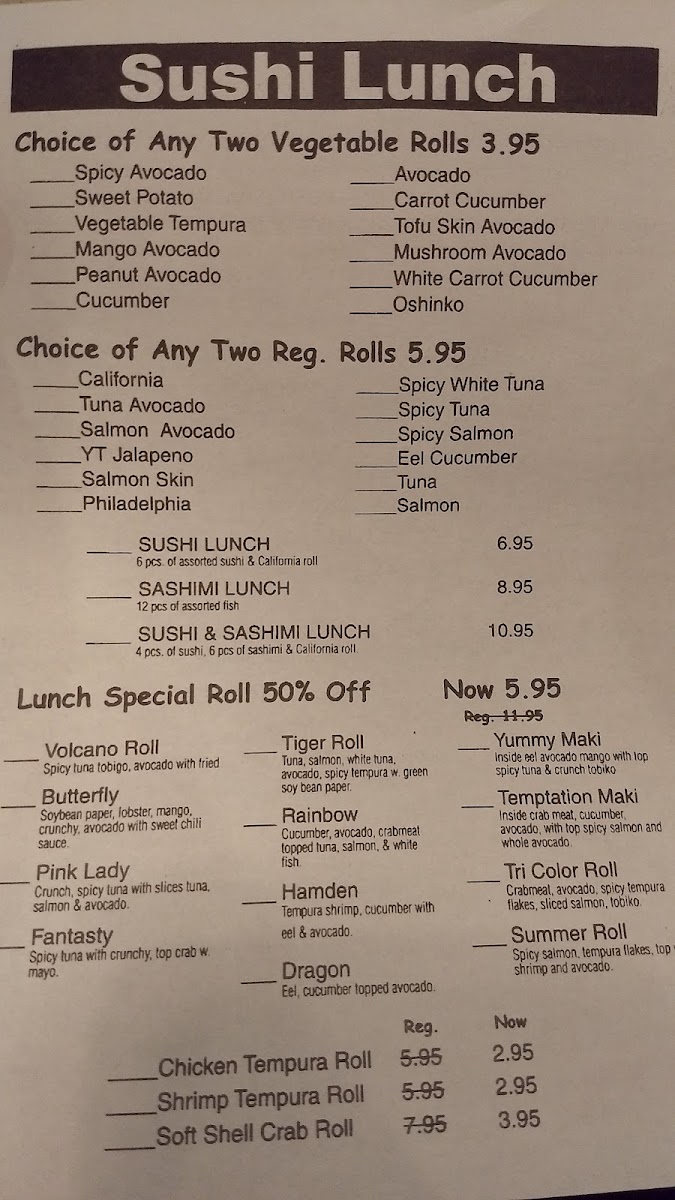 Sushi Lunch
Choice of Any Two Vegetable Rolls 3.95
____Spicy Avocado
____Sweet Potato
____Vegetable Tempura
____Mango Avocado
____Peanut Avocado
____Cucumber
____Avocado
____Carrot Cucumber
____Tofu Skin Avocado
____Mushroom Avocado
____White Carrot Cucumber
____Oshinko
Choice of Any Two Reg. Rolls 5.95
____California
____Tuna Avocado
____Salmon Avocado
____YT Jalapeno
____Salmon Skin
____Philadelphia
____Spicy White Tuna
____Spicy Tuna
____Spicy Salmon
____Eel Cucumber
____Tuna
____Salmon
____ SUSHI LUNCH 6.95
6 pcs. of assorted sushi & California roll
____ SASHIMI LUNCH 8.95
12 pcs of assorted fish
____ SUSHI & SASHIMI LUNCH 10.95
4 pcs. of sushi, 6 pcs of sashimi & California roll.
Lunch Special Roll 50% Off Now 5.95
Reg. 11.95
___ Volcano Roll
Spicy tuna tobigo, avocado with fried
___ Butterfly
Soybean paper, lobster, mango,
crunchy, avocado with sweet chili
sauce.
___ Pink Lady
Crunch, spicy tuna with slices tuna,
salmon & avocado.
___ Fantasty
Spicy tuna with crunchy, top crab w.
mayo.
___ Tiger Roll
Tuna, salmon, white tuna,
avocado, spicy tempura w. green
soy bean paper.
___ Rainbow
Cucumber, avocado, crabmeat
topped tuna, salmon, & white
fish.
___ Hamden
Tempura shrimp, cucumber with
eel & avocado.
___ Dragon
Eel, cucumber topped avocado.
___ Yummy Maki
Inside eel avocado mango with top
spicy tuna & crunch tobiko
___ Temptation Maki
Inside crab meat, cucumber,
avocado, with top spicy salmon and
whole avocado.
___ Tri Color Roll
Crabmeal, avocado, spicy tempura
flakes, sliced salmon, tobiko.
___ Summer Roll
Spicy salmon, tempura flakes, top
shrimp and avocado.
Reg. Now
____Chicken Tempura Roll 5.95 2.95
____Shrimp Tempura Roll 5.95 2.95
____Soft Shell Crab Roll 7.95 3.95